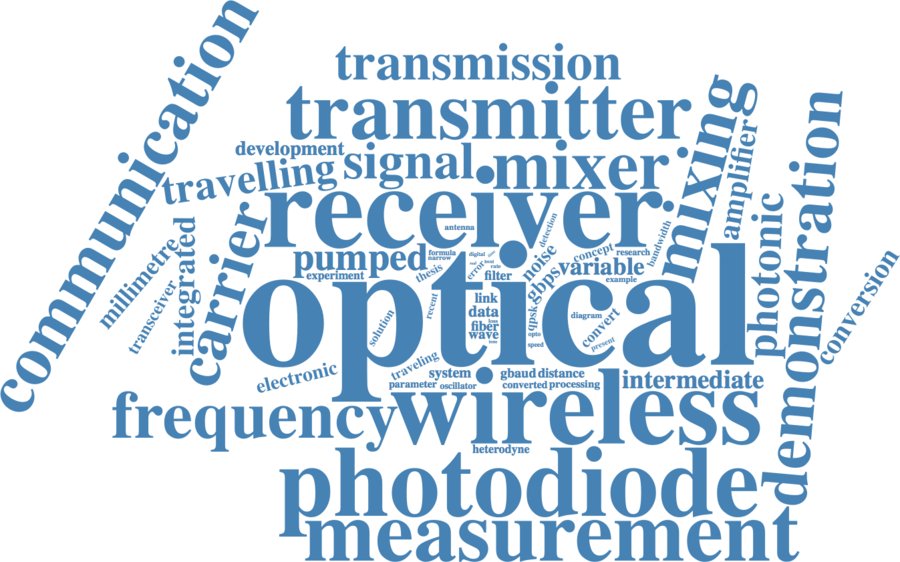 communication
transmission
transmitter
development
travelling
signal
mixer
mixing
amplifier
demonstration
receiver
antenna
detection
bandwidth
photonic
conversion
millimetre
transceiver
integrated
carrier
pumped
experiment
formula
narrow
thesis
digital
error
rate
filter
noise
gbps
concept
research
variable
example
optical
recent
solution
link
data
fiber
wave
qpsk
opto
speed
diagram
convert
present
traveling
electronic
system
parameter
oscillator
gbaud
distance
converted
processing
intermediate
frequency
wireless
heterodyne
photodiode
measurement